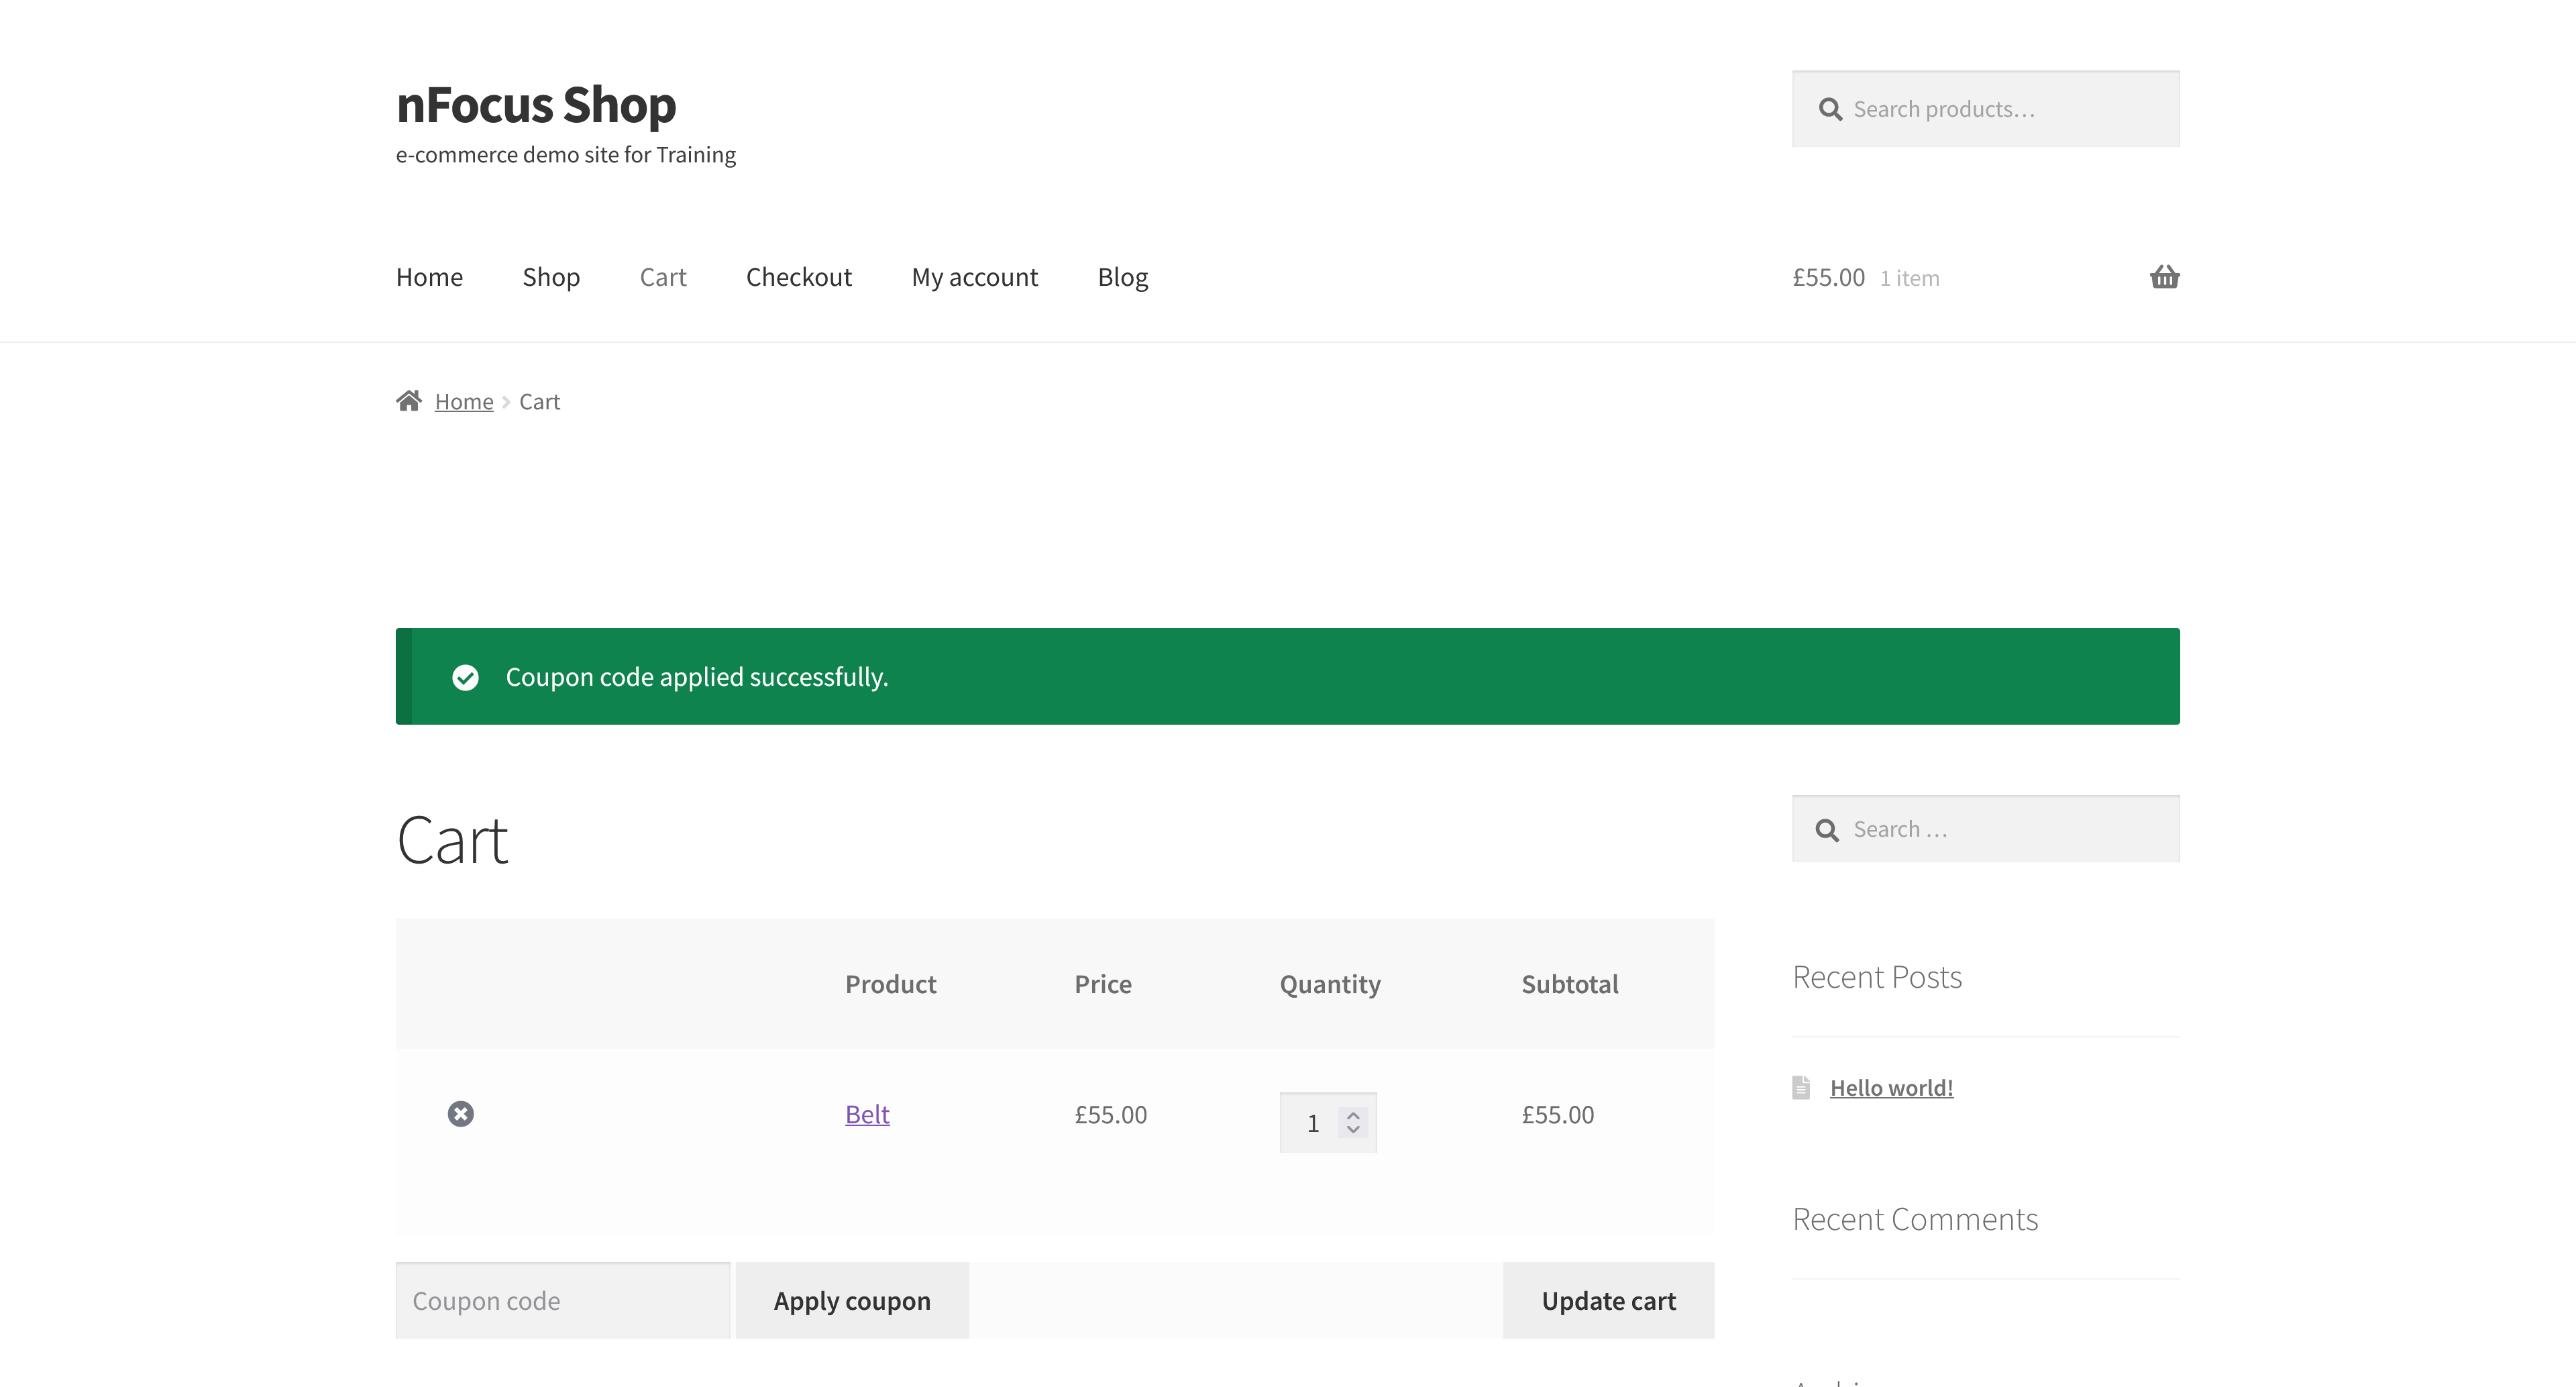 nFocus Shop
e-commerce demo site for Training
Search products…
Home Shop Cart Checkout My account Blog
£55.00 1 item
Home Cart
Coupon code applied successfully.
Cart
Search …
Product Price Quantity Subtotal
Belt £55.00 1 £55.00
Coupon code Apply coupon Update cart
Recent Posts
Hello world!
Recent Comments